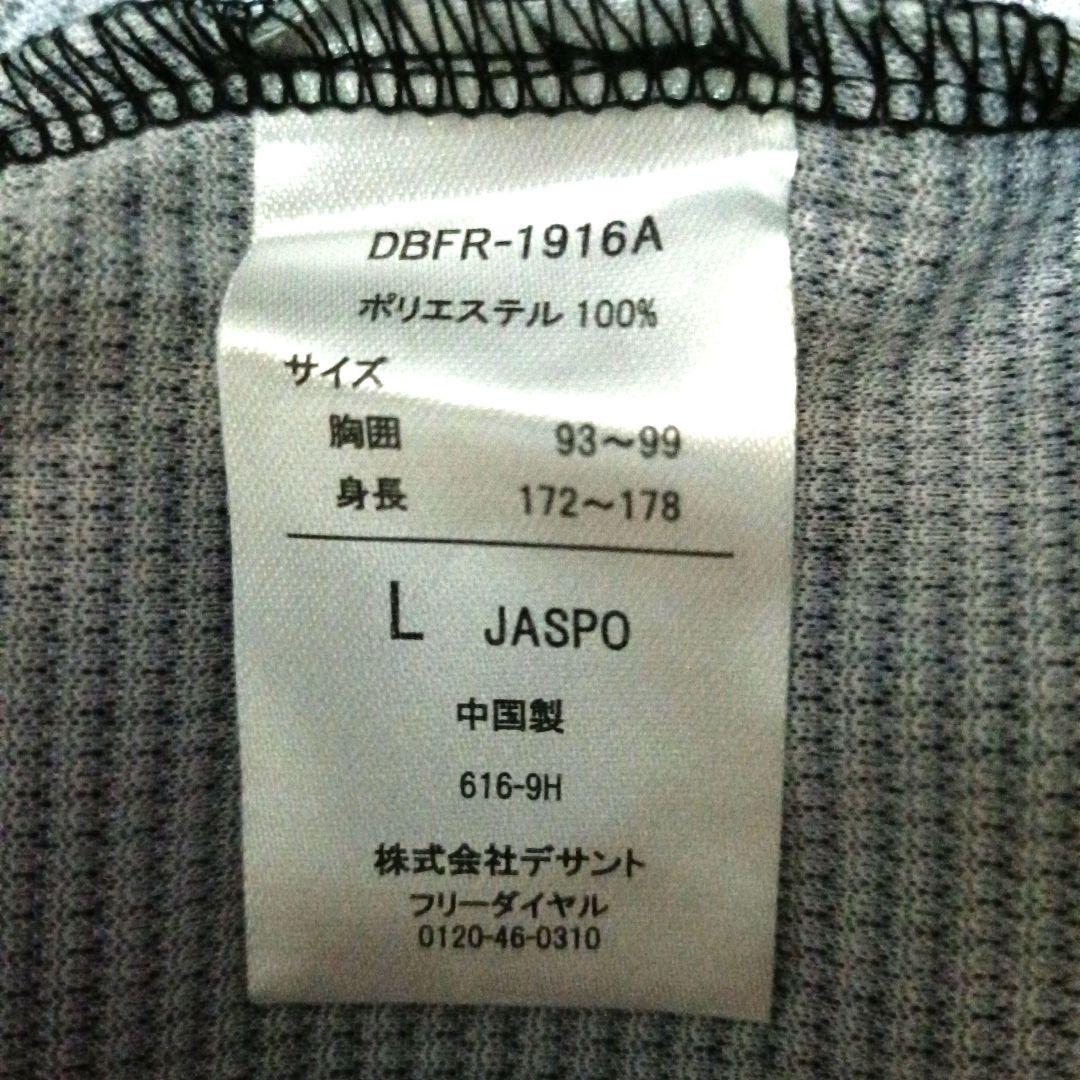 DBFR-1916A
ポリエステル 100%
サイズ
胸囲 93～99
身長 172～178
L JASPO
中国製
616-9H
株式会社デサント
フリーダイヤル
0120-46-0310